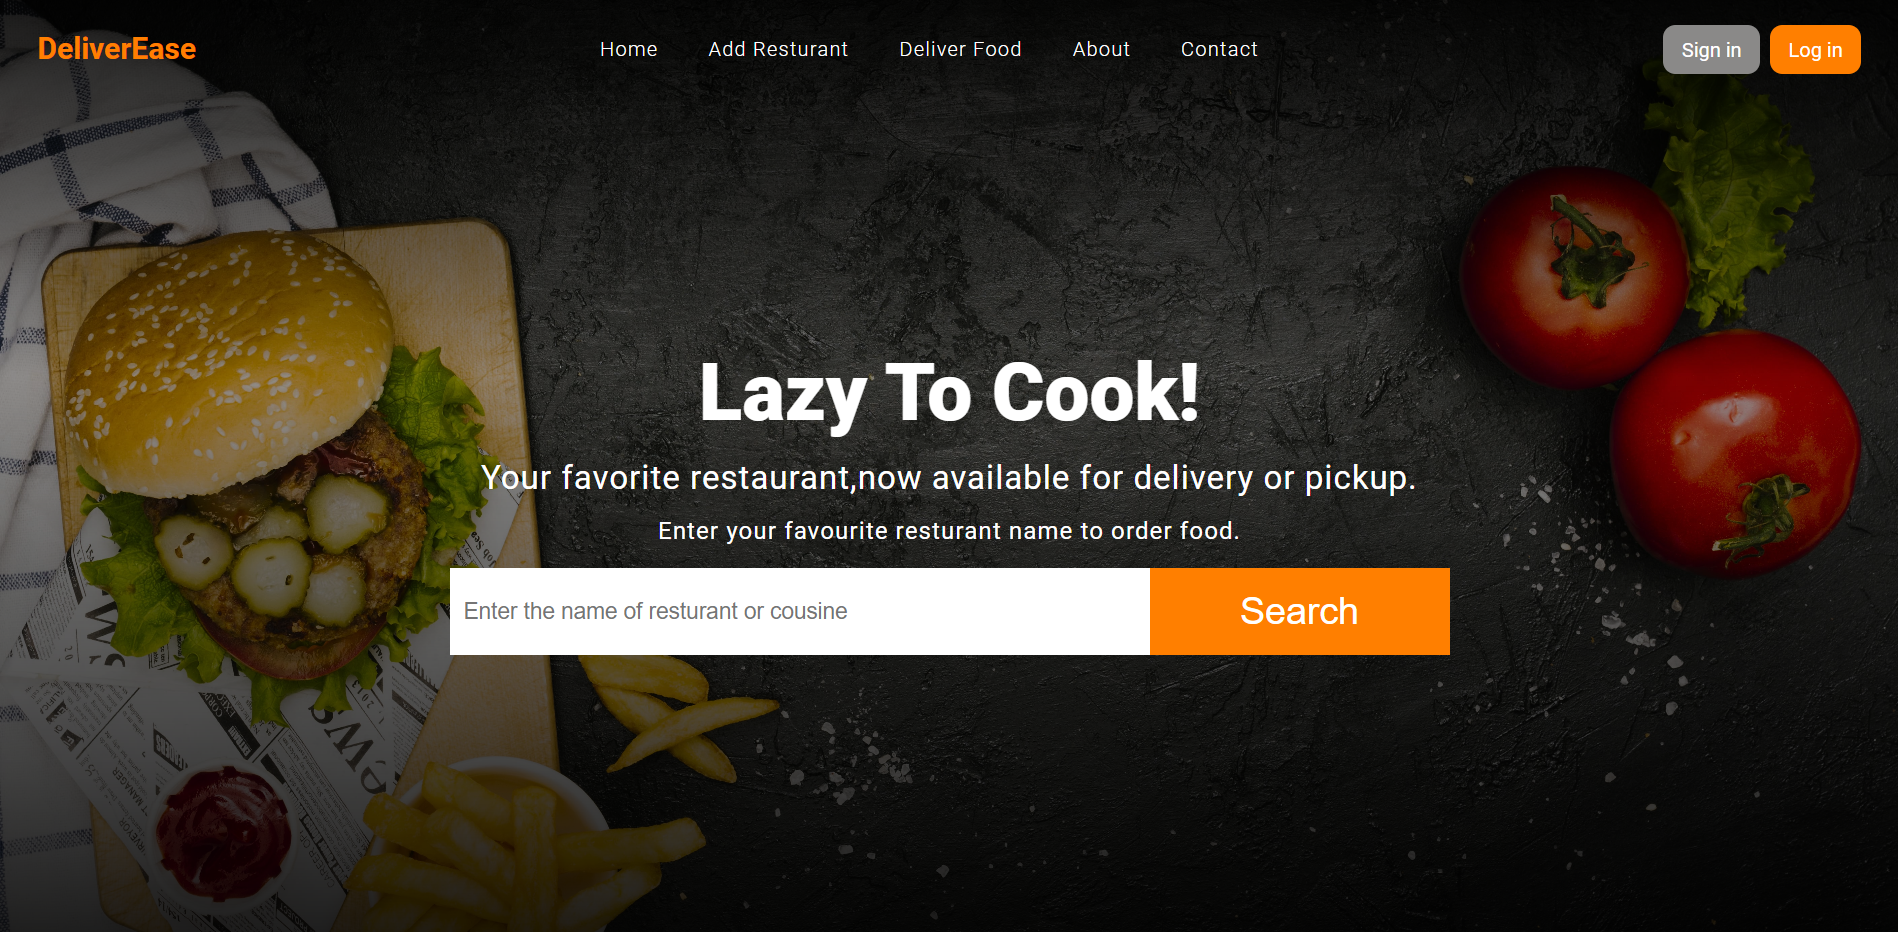 DeliverEase
Home Add Resturant Deliver Food About Contact
Sign in Log in
Lazy To Cook!
Your favorite restaurant,now available for delivery or pickup.
Enter your favourite resturant name to order food.
Enter the name of resturant or cousine
Search